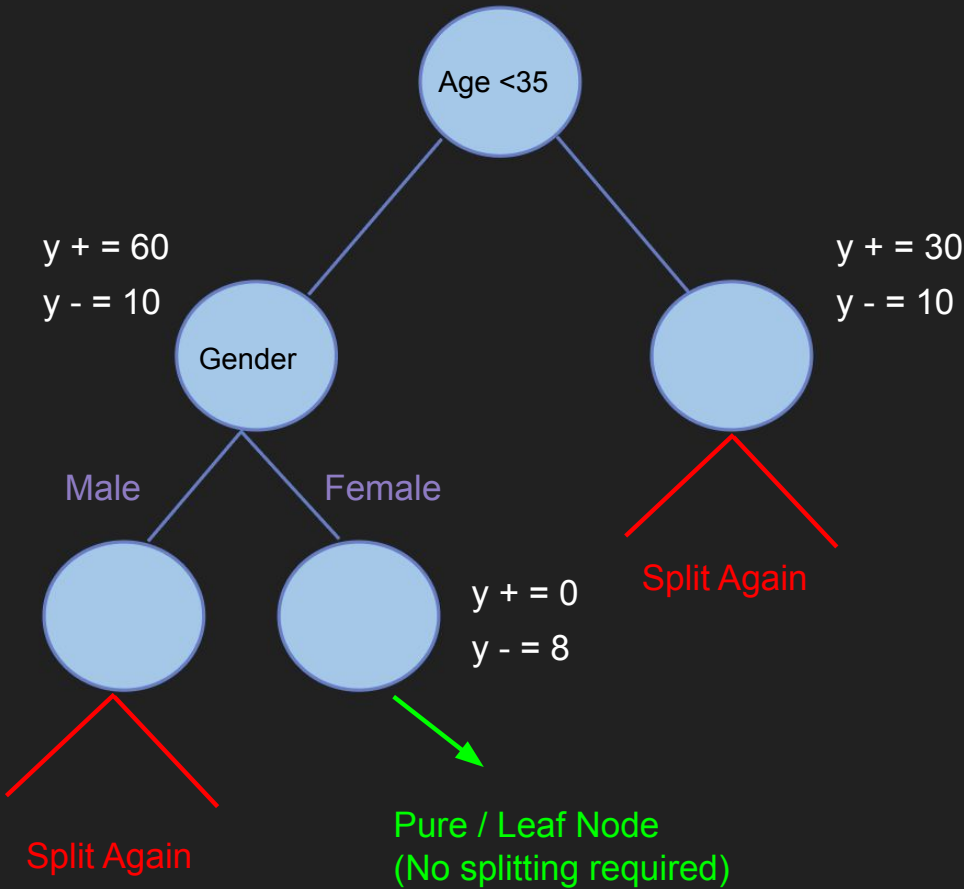 Age <35
y + = 60
y - = 10
y + = 30
y - = 10
Gender
Male
Female
y + = 0
y - = 8
Split Again
Split Again
Pure / Leaf Node
(No splitting required)